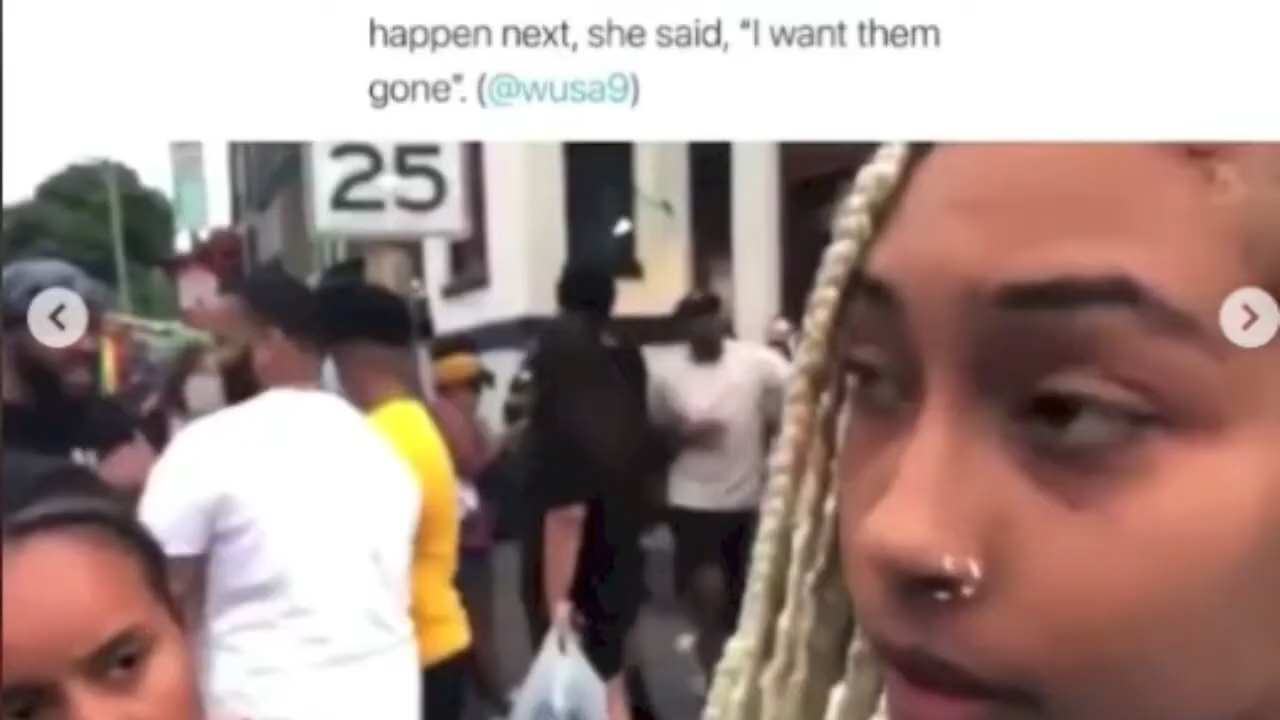 happen next, she said, “I want them
gone”. (@wusa9)
25